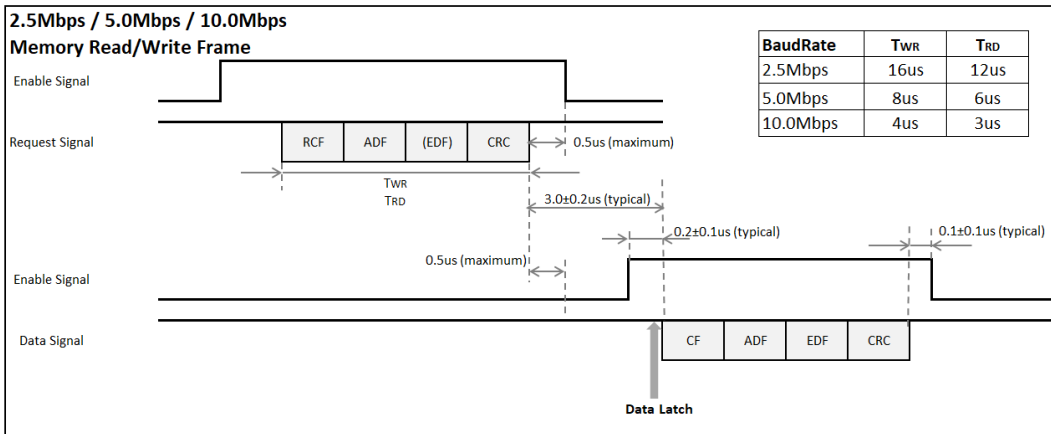 2.5Mbps / 5.0Mbps / 10.0Mbps
Memory Read/Write Frame
BaudRate TWR TRD
2.5Mbps 16us 12us
5.0Mbps 8us 6us
10.0Mbps 4us 3us
Enable Signal
Request Signal
RCF ADF (EDF) CRC
0.5us (maximum)
TWR
TRD
3.0±0.2us (typical)
0.2±0.1us (typical)
0.1±0.1us (typical)
0.5us (maximum)
Enable Signal
Data Signal
CF ADF EDF CRC
Data Latch